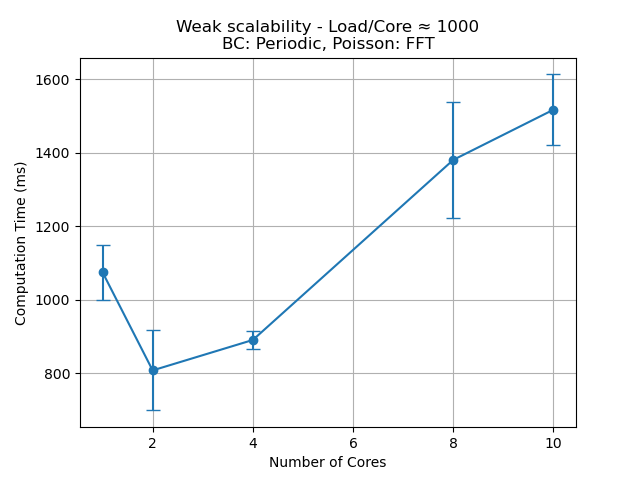 Weak scalability - Load/Core ≈ 1000
BC: Periodic, Poisson: FFT
Computation Time (ms)
1600
1400
1200
1000
800
2
4
6
8
10
Number of Cores